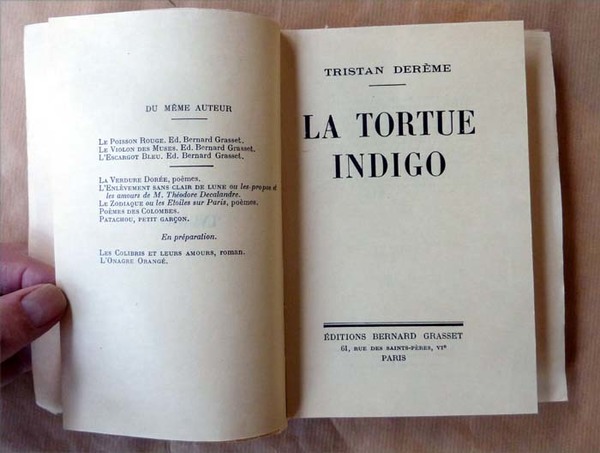 DU MÊME AUTEUR
LE POISSON ROUGE. Ed. Bernard Grasset.
LE VIOLON DES MUSES. Ed. Bernard Grasset.
L'ESCARGOT BLEU. Ed. Bernard Grasset.
LA VERDURE DORÉE, poèmes.
L'ENLÈVEMENT SANS CLAIR DE LUNE ou les propos et
les amours de M. Théodore Decalandre.
LE ZODIAQUE ou les Etoiles sur Paris, poèmes.
POÈMES DES COLOMBES.
PATACHOU, PETIT GARÇON.
En préparation.
LES COLIBRIS ET LEURS AMOURS, roman.
L'ONAGRE ORANGÉ.
TRISTAN DERÈME
LA TORTUE
INDIGO
ÉDITIONS BERNARD GRASSET
61, RUE DES SAINTS-PÈRES, VIe
PARIS